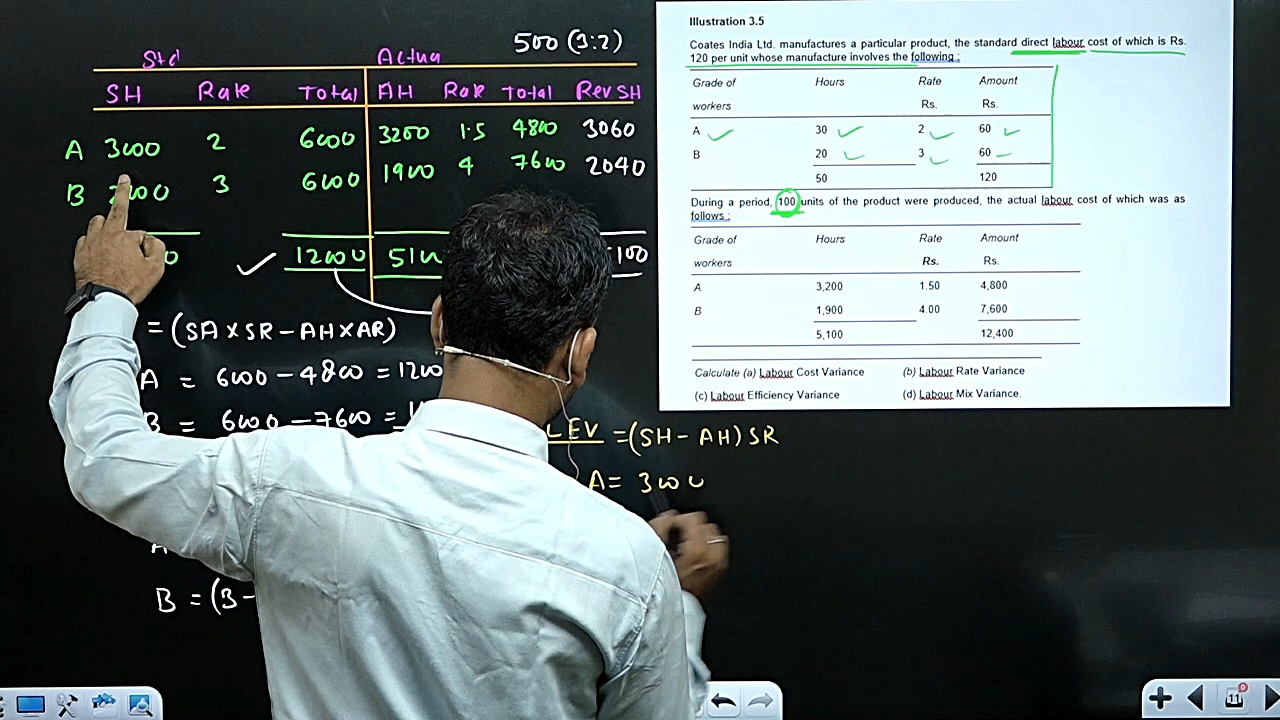 500 (3:2)
Std Actua
SH Rate Total AH Rate Total Rev SH
A 3000 2 6000 3200 1.5 4800 3060
B 2000 3 6000 1900 4 7600 2040
12000 510 100
= (SA × SR – AH × AR)
A = 6000 – 4800 = 1200
B = 6000 – 7600 =
B = (3 –
LEV = (SH – AH) SR
A = 3000
Illustration 3.5
Coates India Ltd. manufactures a particular product, the standard direct labour cost of which is Rs.
120 per unit whose manufacture involves the following :
Grade of Hours Rate Amount
workers Rs. Rs.
A 30 2 60
B 20 3 60
50 120
During a period, 100 units of the product were produced, the actual labour cost of which was as
follows :
Grade of Hours Rate Amount
workers Rs. Rs.
A 3,200 1.50 4,800
B 1,900 4.00 7,600
5,100 12,400
Calculate (a) Labour Cost Variance (b) Labour Rate Variance
(c) Labour Efficiency Variance (d) Labour Mix Variance.
11